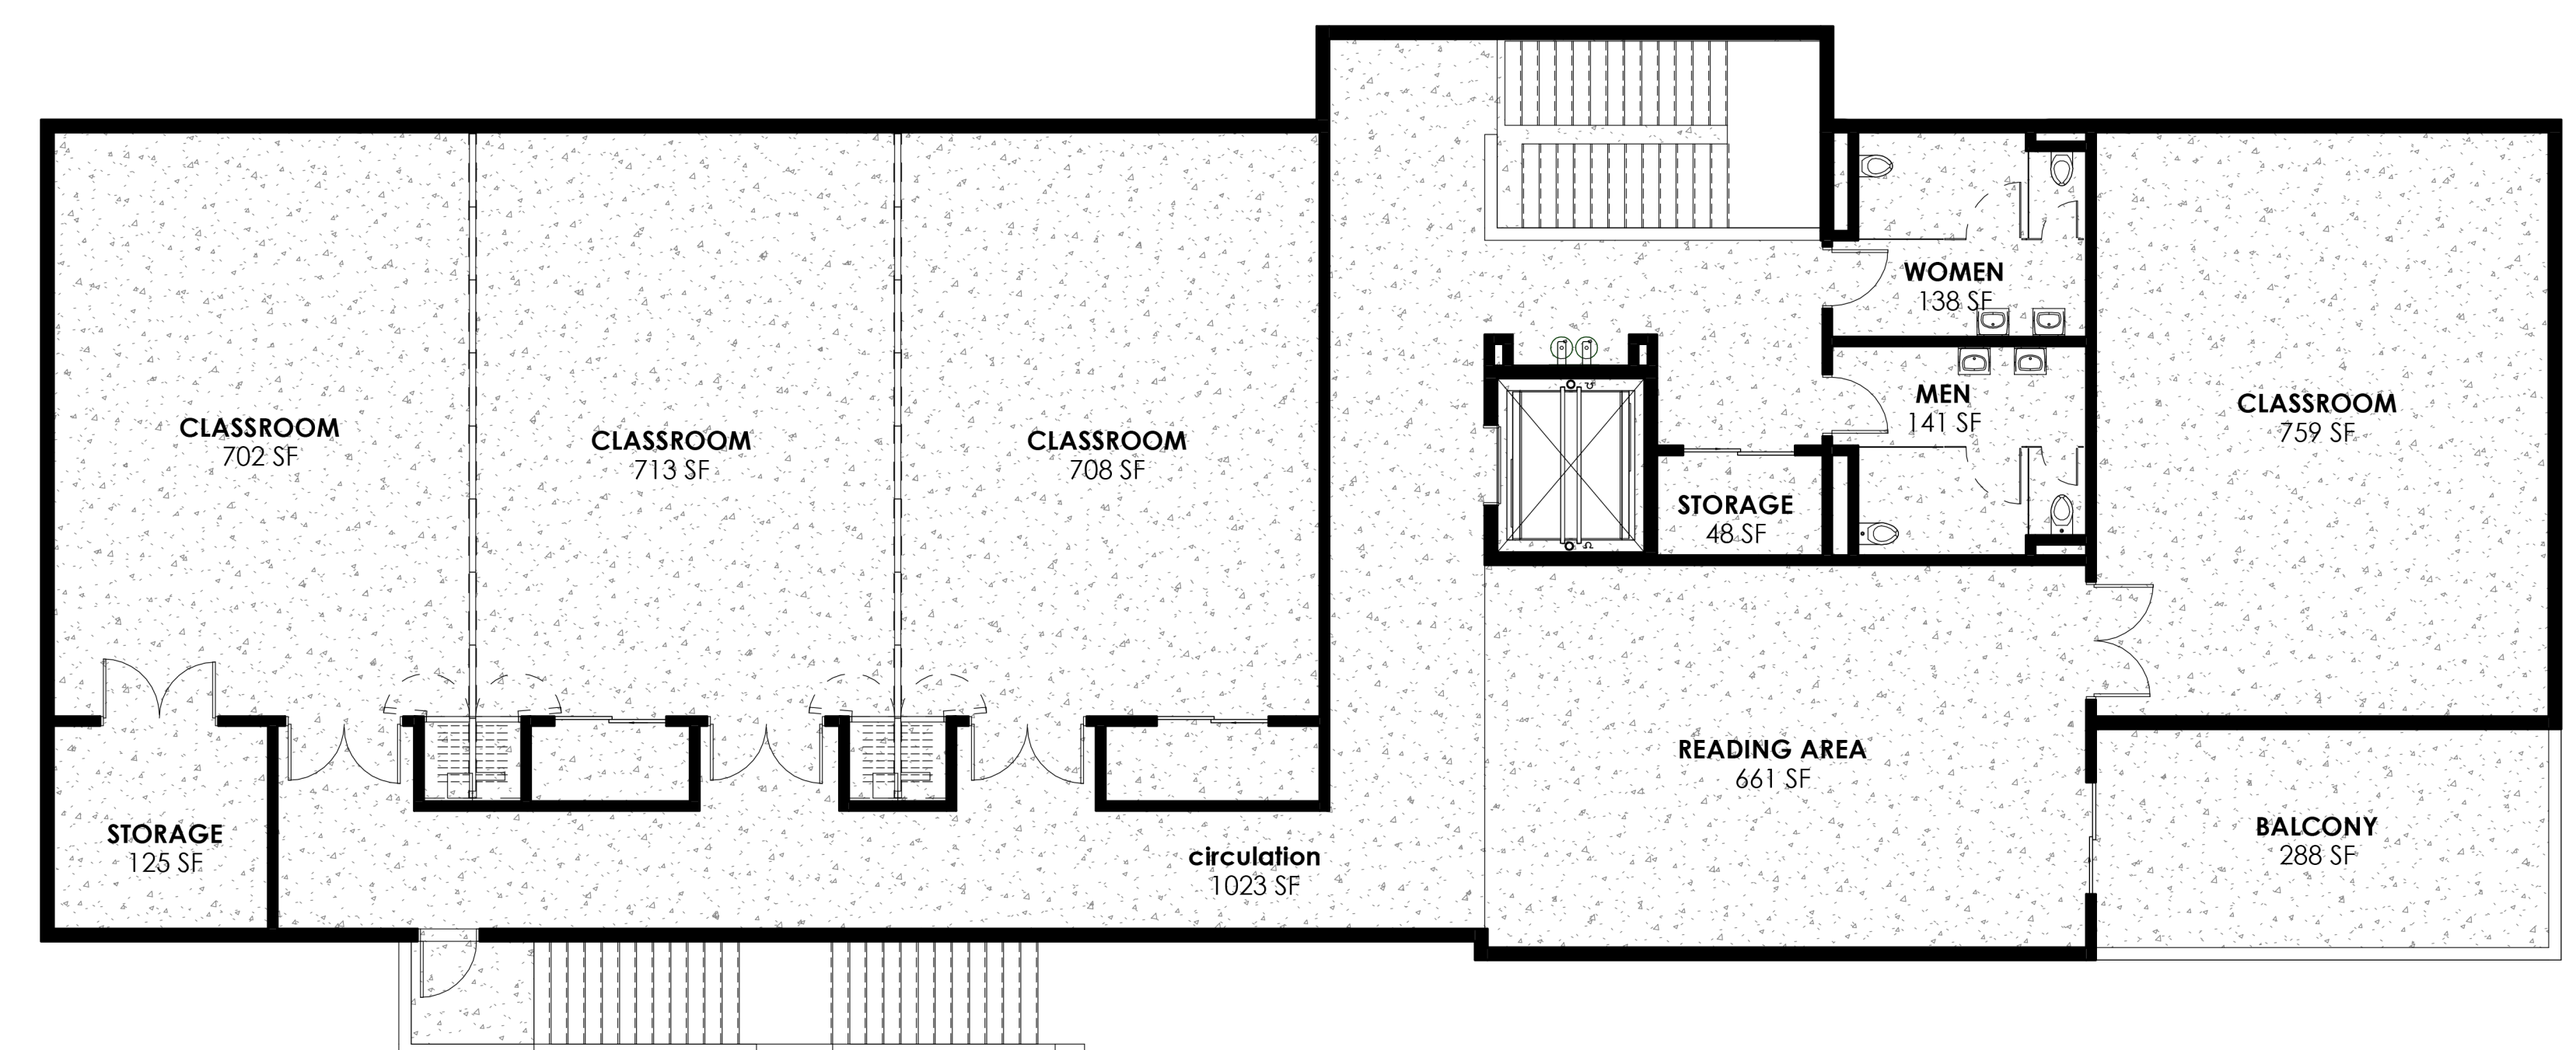 CLASSROOM
702 SF
CLASSROOM
713 SF
CLASSROOM
708 SF
WOMEN
138 SF
MEN
141 SF
CLASSROOM
759 SF
STORAGE
48 SF
READING AREA
661 SF
STORAGE
125 SF
circulation
1023 SF
BALCONY
288 SF